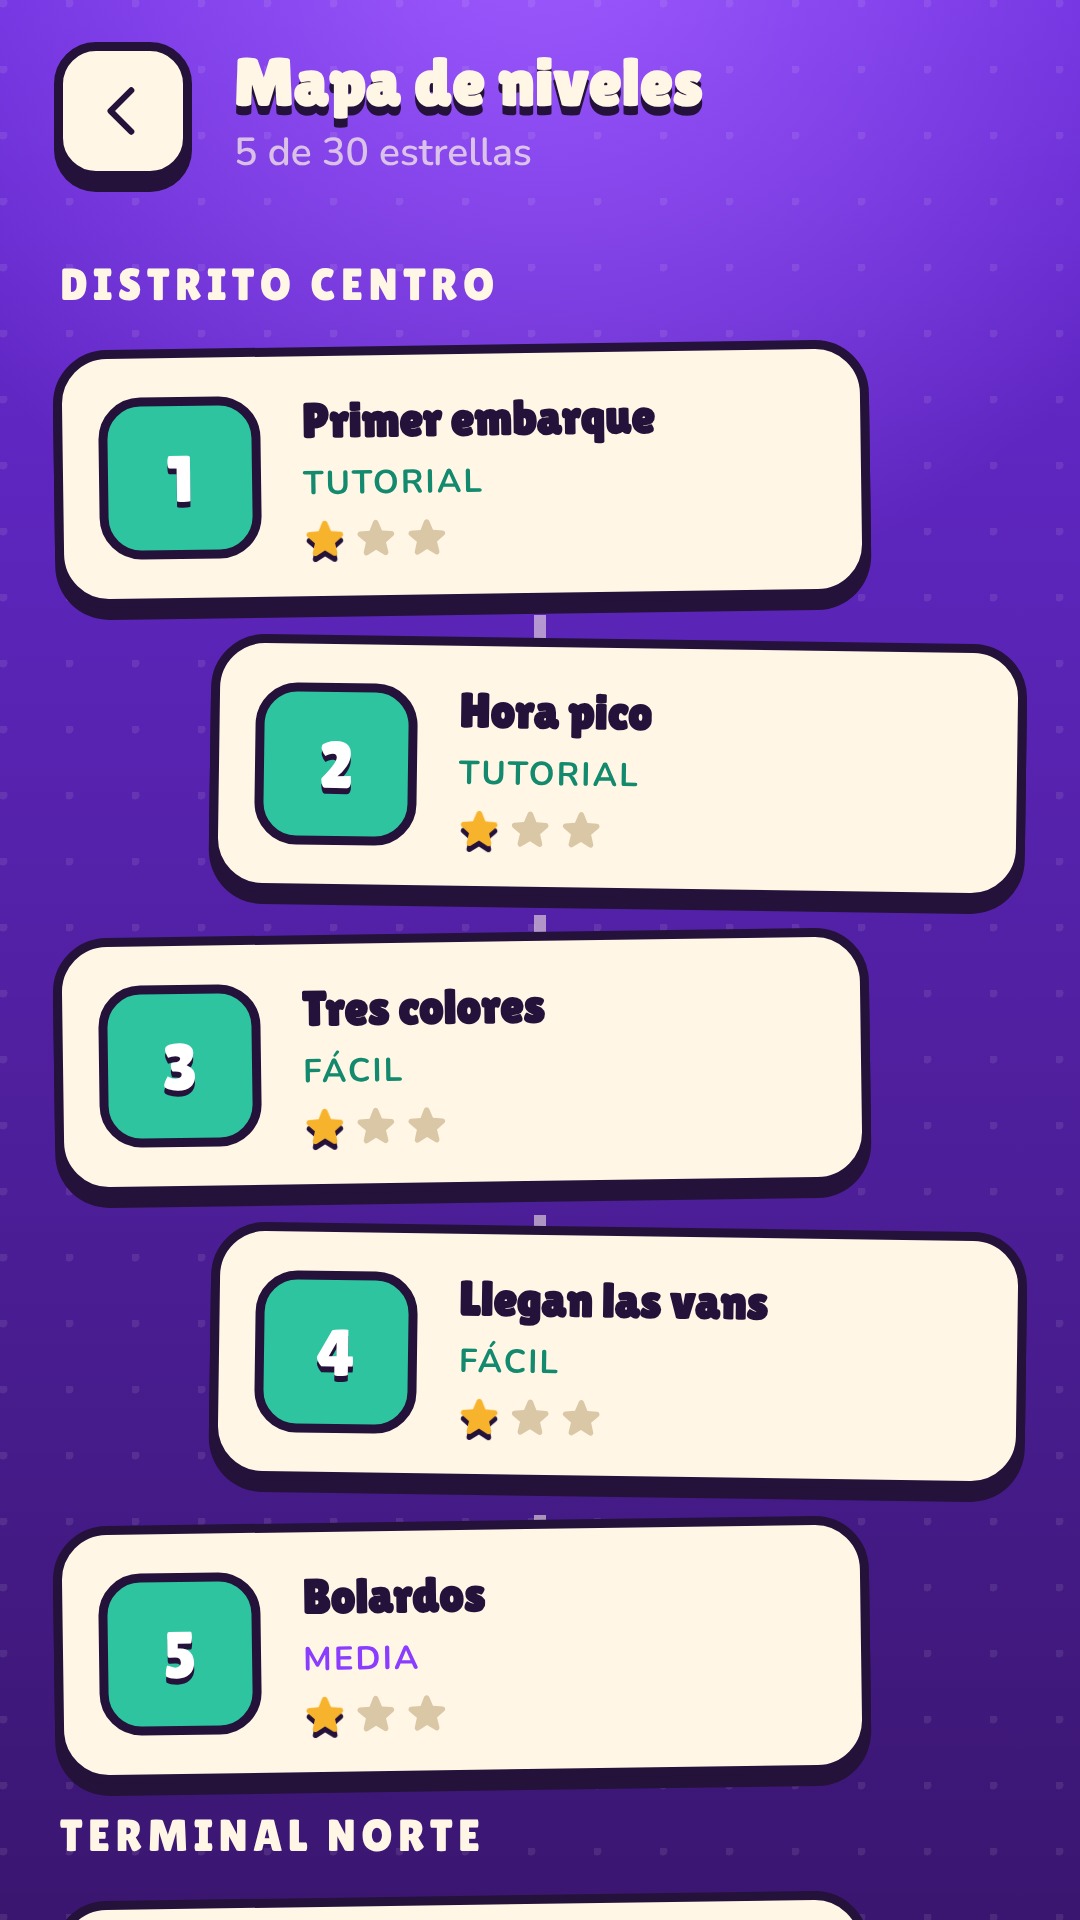 Mapa de niveles
5 de 30 estrellas
DISTRITO CENTRO
1
Primer embarque
TUTORIAL
2
Hora pico
TUTORIAL
3
Tres colores
FÁCIL
4
Llegan las vans
FÁCIL
5
Bolardos
MEDIA
TERMINAL NORTE